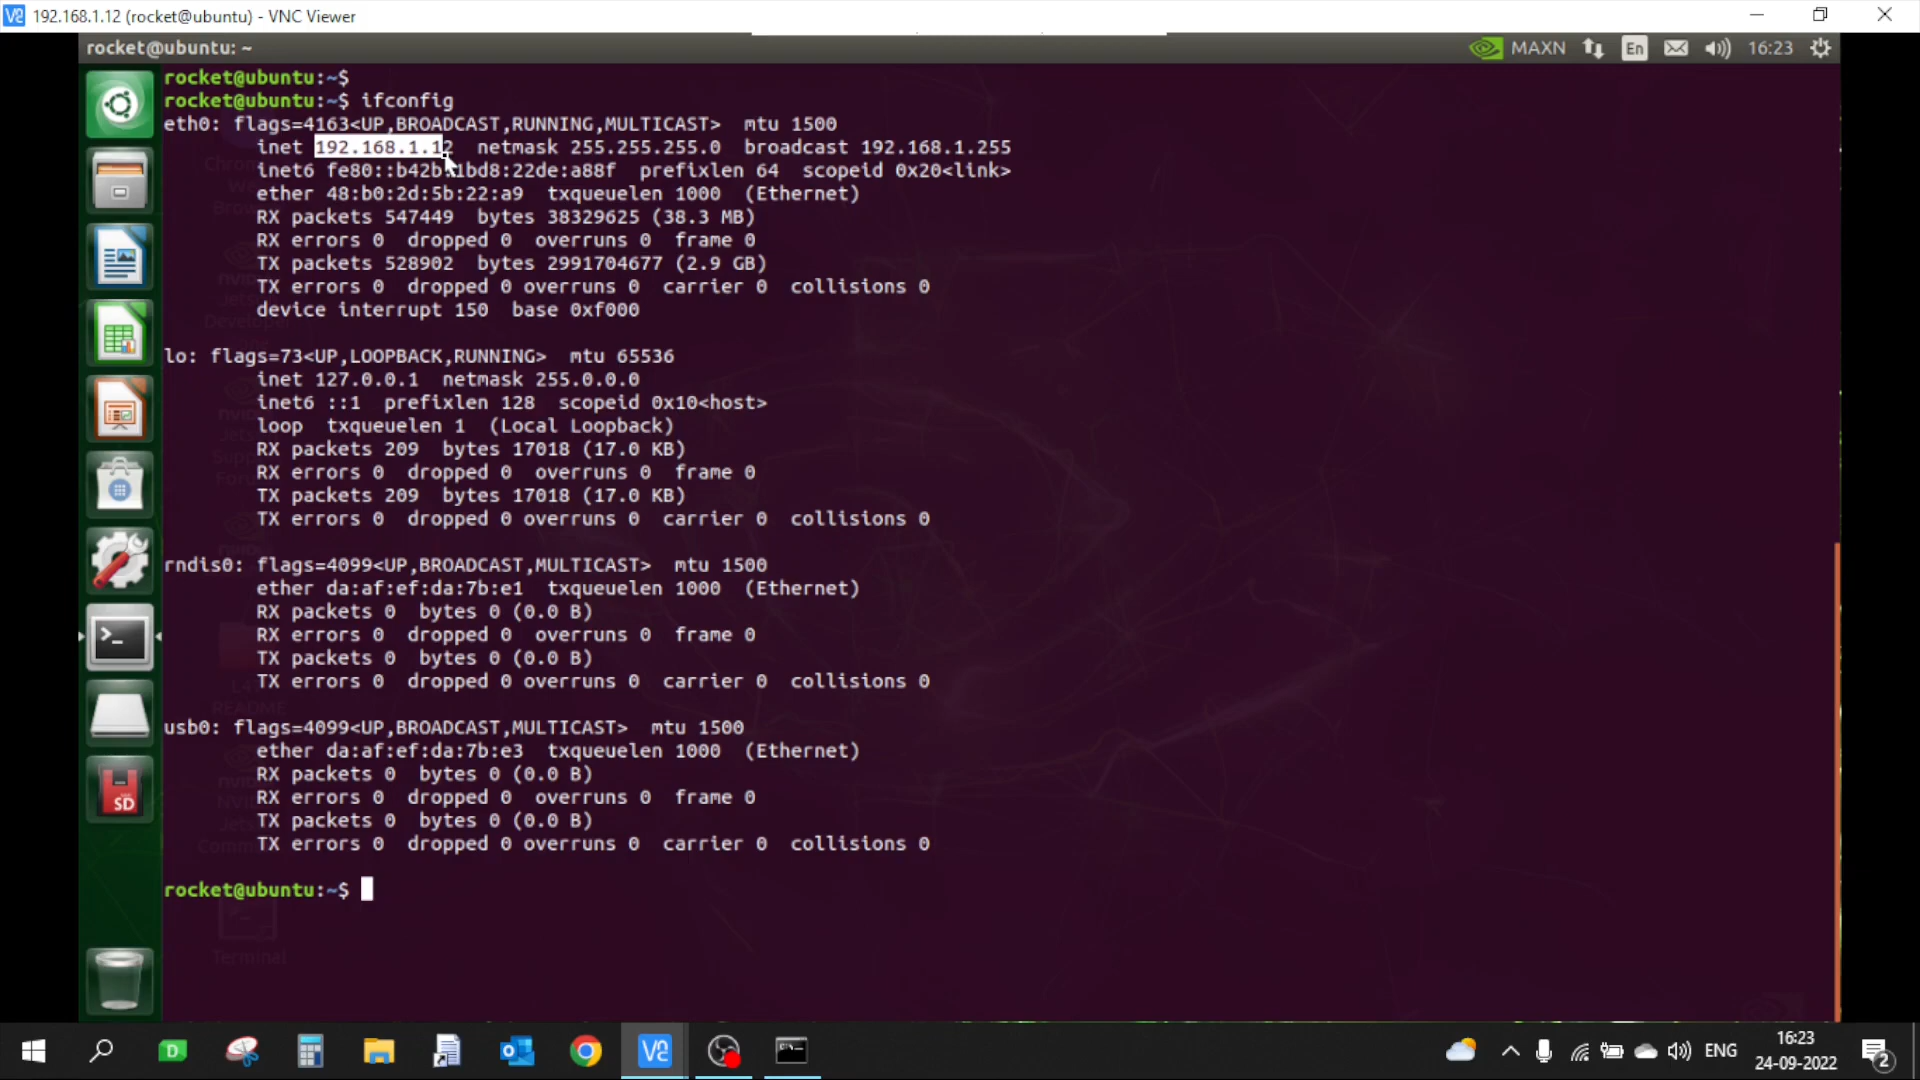 192.168.1.12 (rocket@ubuntu) - VNC Viewer
rocket@ubuntu: ~
MAXN
En
16:23
rocket@ubuntu:~$
rocket@ubuntu:~$ ifconfig
eth0: flags=4163<UP,BROADCAST,RUNNING,MULTICAST>  mtu 1500
inet 192.168.1.12  netmask 255.255.255.0  broadcast 192.168.1.255
inet6 fe80::b42b: bd8:22de:a88f  prefixlen 64  scopeid 0x20<link>
ether 48:b0:2d:5b:22:a9  txqueuelen 1000  (Ethernet)
RX packets 547449  bytes 38329625 (38.3 MB)
RX errors 0  dropped 0  overruns 0  frame 0
TX packets 528902  bytes 2991704677 (2.9 GB)
TX errors 0  dropped 0 overruns 0  carrier 0  collisions 0
device interrupt 150  base 0xf000
lo: flags=73<UP,LOOPBACK,RUNNING>  mtu 65536
inet 127.0.0.1  netmask 255.0.0.0
inet6 ::1  prefixlen 128  scopeid 0x10<host>
loop  txqueuelen 1  (Local Loopback)
RX packets 209  bytes 17018 (17.0 KB)
RX errors 0  dropped 0  overruns 0  frame 0
TX packets 209  bytes 17018 (17.0 KB)
TX errors 0  dropped 0 overruns 0  carrier 0  collisions 0
rndis0: flags=4099<UP,BROADCAST,MULTICAST>  mtu 1500
ether da:af:ef:da:7b:e1  txqueuelen 1000  (Ethernet)
RX packets 0  bytes 0 (0.0 B)
RX errors 0  dropped 0  overruns 0  frame 0
TX packets 0  bytes 0 (0.0 B)
TX errors 0  dropped 0 overruns 0  carrier 0  collisions 0
usb0: flags=4099<UP,BROADCAST,MULTICAST>  mtu 1500
ether da:af:ef:da:7b:e3  txqueuelen 1000  (Ethernet)
RX packets 0  bytes 0 (0.0 B)
RX errors 0  dropped 0  overruns 0  frame 0
TX packets 0  bytes 0 (0.0 B)
TX errors 0  dropped 0 overruns 0  carrier 0  collisions 0
rocket@ubuntu:~$
Terminal
SD
ENG
16:23
24-09-2022
2